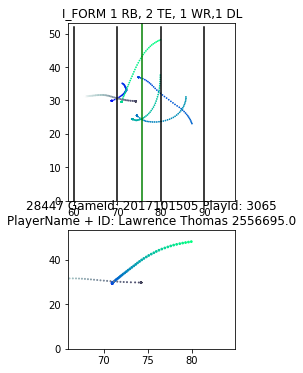 I_FORM 1 RB, 2 TE, 1 WR,1 DL
50
40
30
20
10
0
60 70 80 90
28447 GameId: 2017101505 PlayId: 3065
PlayerName + ID: Lawrence Thomas 2556695.0
40
20
0
70 75 80